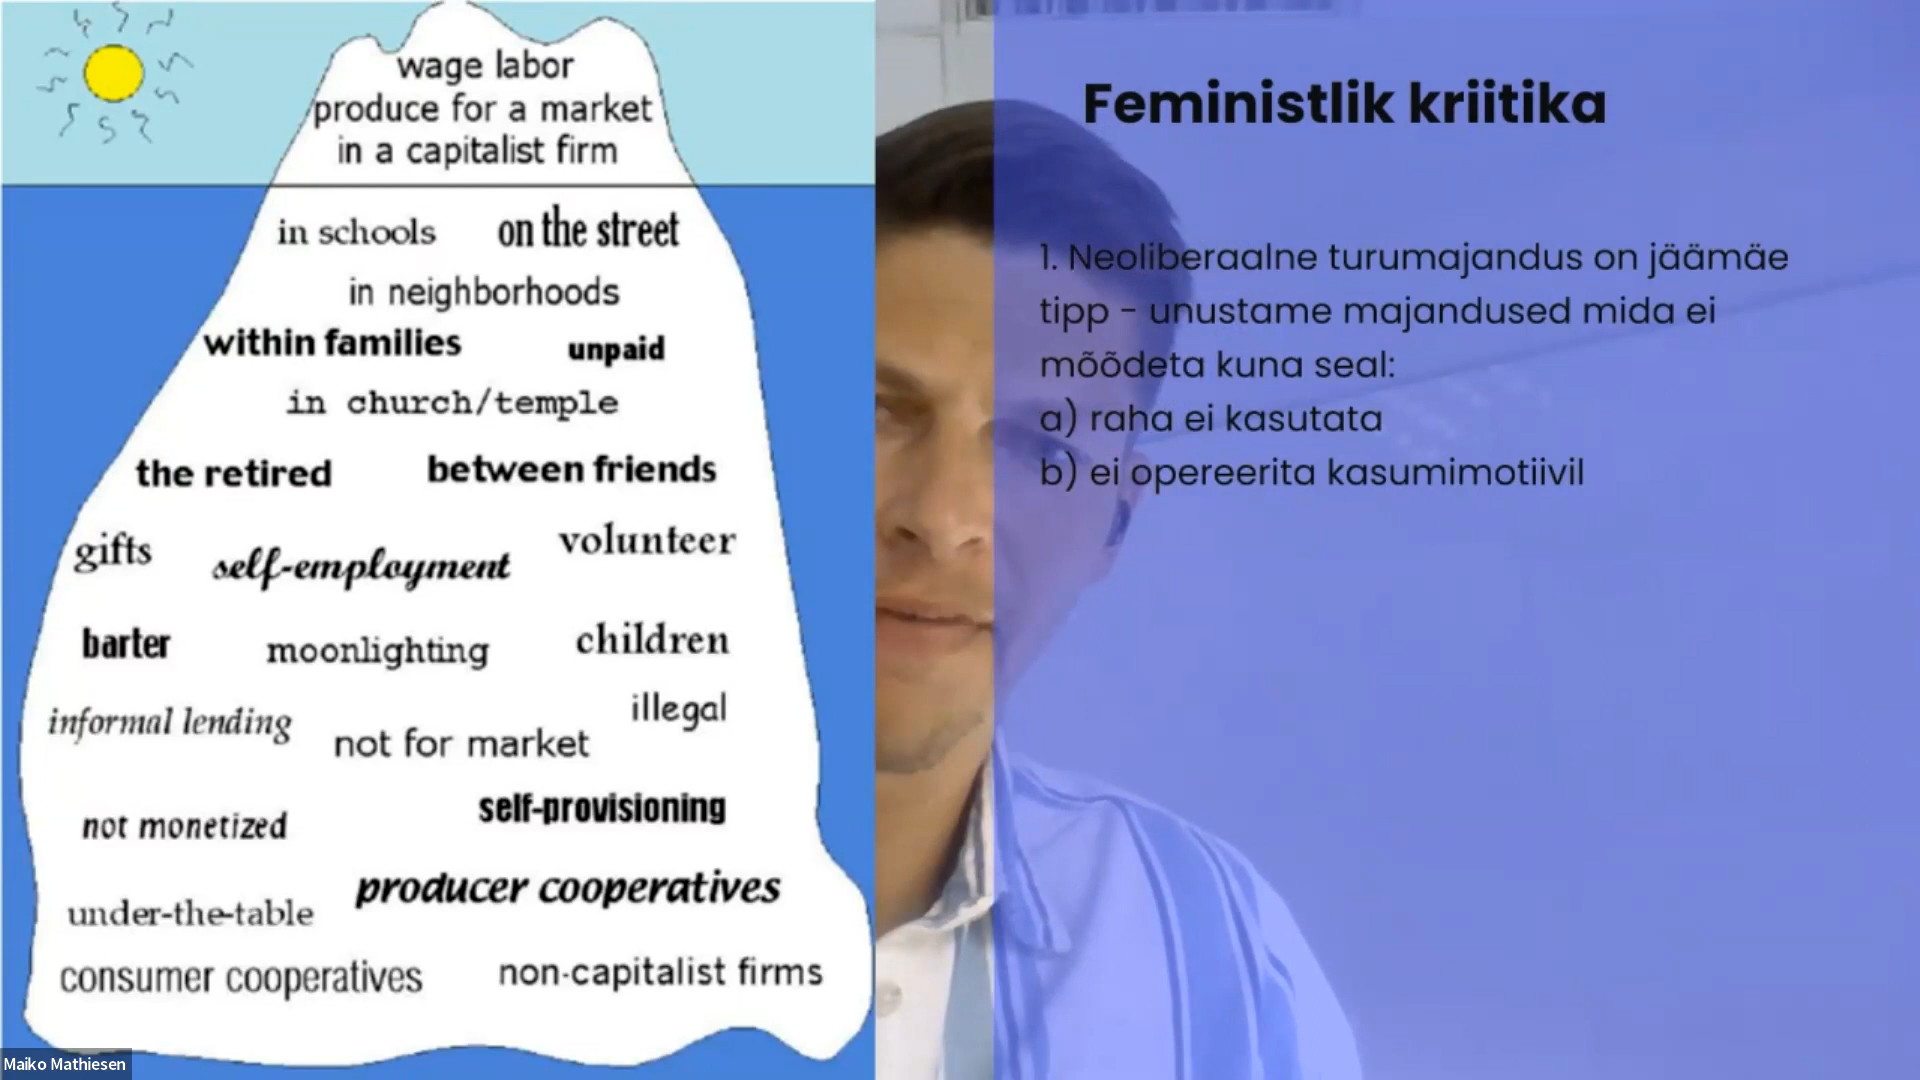 wage labor
produce for a market
in a capitalist firm
in schools on the street
in neighborhoods
within families unpaid
in church/temple
the retired between friends
gifts self-employment volunteer
barter moonlighting children
informal lending not for market illegal
not monetized self-provisioning
under-the-table producer cooperatives
consumer cooperatives non-capitalist firms
Feministlik kriitika
1. Neoliberaalne turumajandus on jäämäe
tipp - unustame majandused mida ei
mõõdeta kuna seal:
a) raha ei kasutata
b) ei opereerita kasumimotiivil
Maiko Mathiesen